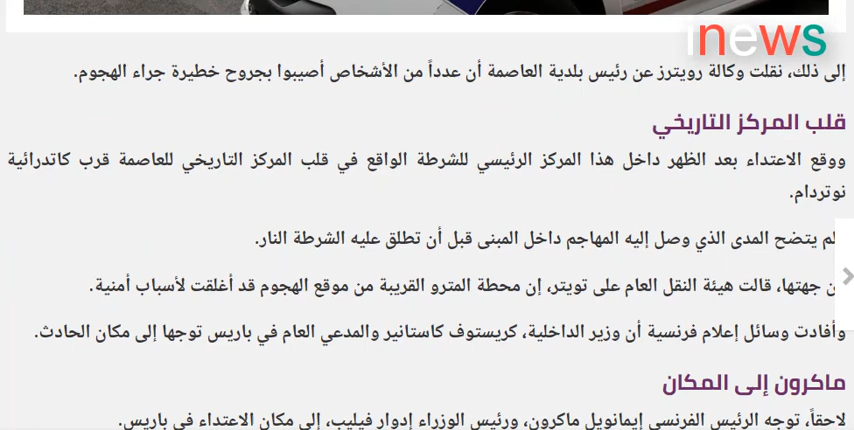 inews
إلى ذلك، نقلت وكالة رويترز عن رئيس بلدية العاصمة أن عدداً من الأشخاص أصيبوا بجروح خطيرة جراء الهجوم.
قلب المركز التاريخي
ووقع الاعتداء بعد الظهر داخل هذا المركز الرئيسي للشرطة الواقع في قلب المركز التاريخي للعاصمة قرب كاتدرائية
نوتردام.
لم يتضح المدى الذي وصل إليه المهاجم داخل المبنى قبل أن تطلق عليه الشرطة النار.
ن جهتها، قالت هيئة النقل العام على تويتر، إن محطة المترو القريبة من موقع الهجوم قد أغلقت لأسباب أمنية.
وأفادت وسائل إعلام فرنسية أن وزير الداخلية، كريستوف كاستانير والمدعي العام في باريس توجها إلى مكان الحادث.
ماكرون إلى المكان
لاحقاً، توجه الرئيس الفرنسي إيمانويل ماكرون، ورئيس الوزراء إدوار فيليب، إلى مكان الاعتداء في باريس.